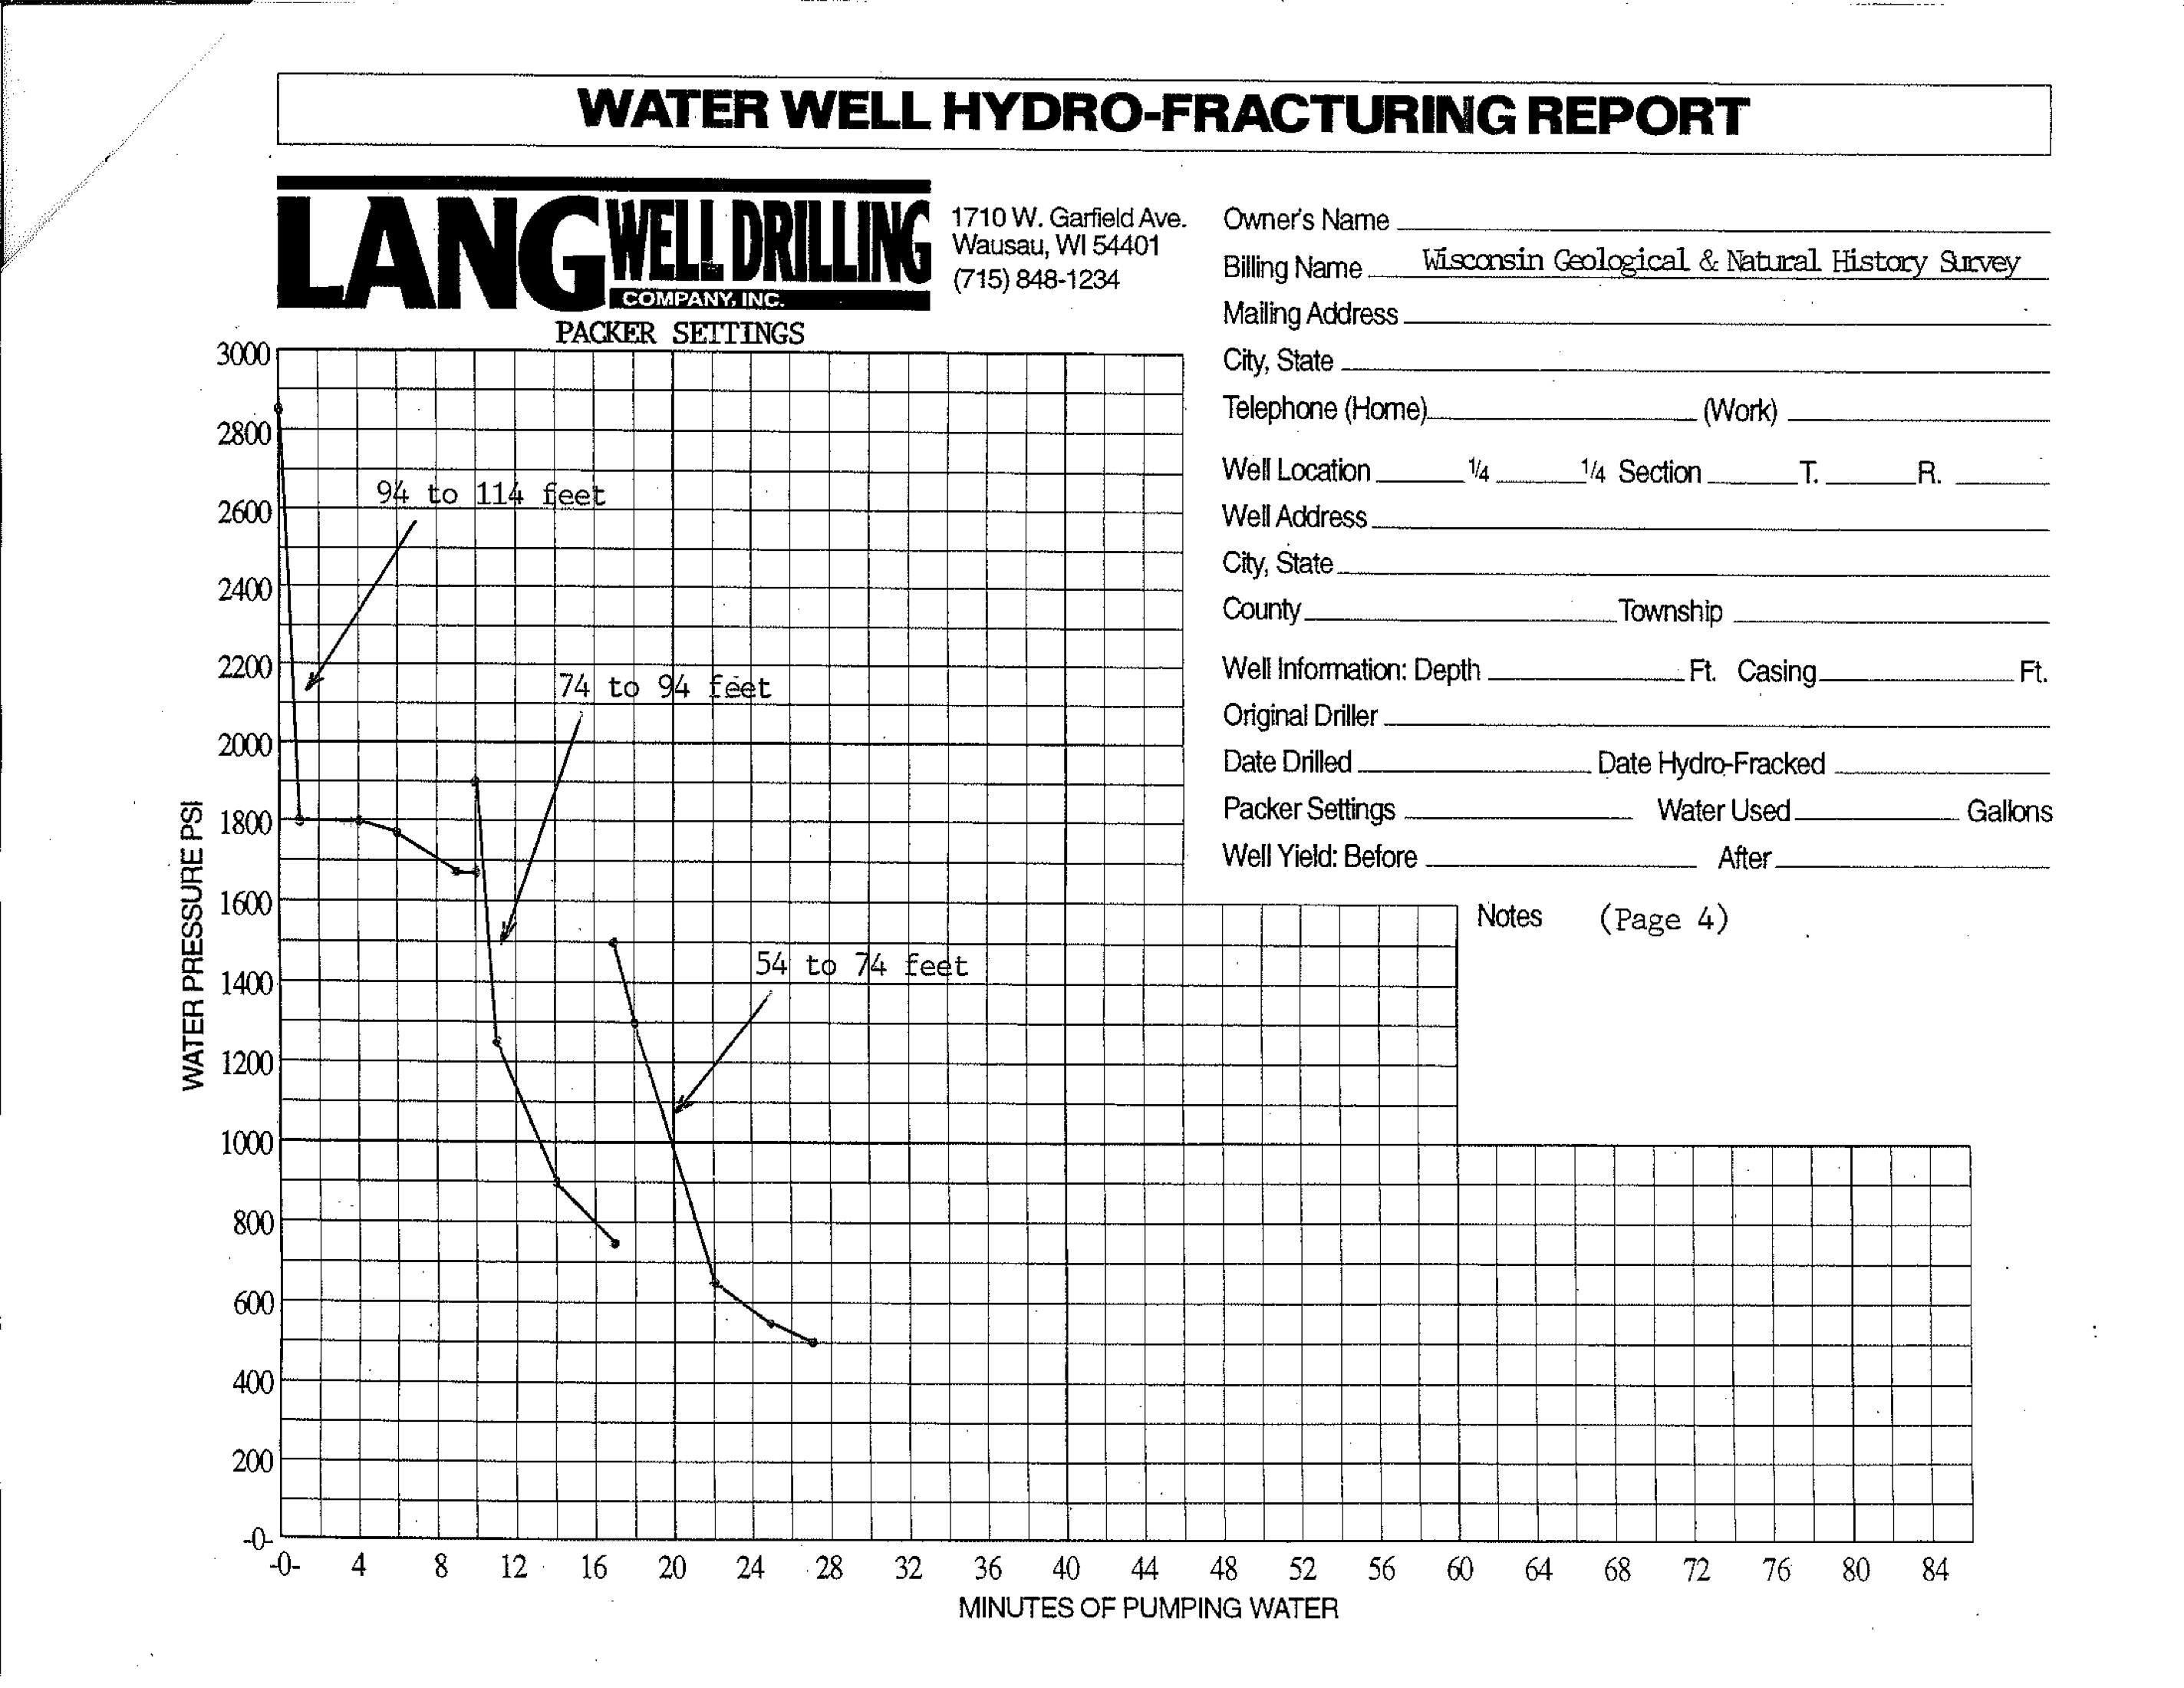 WATER WELL HYDRO-FRACTURING REPORT
LANG WELL DRILLING
COMPANY, INC.
1710 W. Garfield Ave.
Wausau, WI 54401
(715) 848-1234
Owner's Name
Billing Name Wisconsin Geological & Natural History Survey
Mailing Address
City, State
Telephone (Home) (Work)
Well Location 1/4 1/4 Section T. R.
Well Address
City, State
County Township
Well Information: Depth Ft. Casing Ft.
Original Driller
Date Drilled Date Hydro-Fracked
Packer Settings Water Used Gallons
Well Yield: Before After
Notes (Page 4)
PACKER SETTINGS
3000
2800
2600
2400
2200
2000
1800
1600
1400
1200
1000
800
600
400
200
-0-
WATER PRESSURE PSI
94 to 114 feet
74 to 94 feet
54 to 74 feet
-0- 4 8 12 16 20 24 28 32 36 40 44 48 52 56 60 64 68 72 76 80 84
MINUTES OF PUMPING WATER